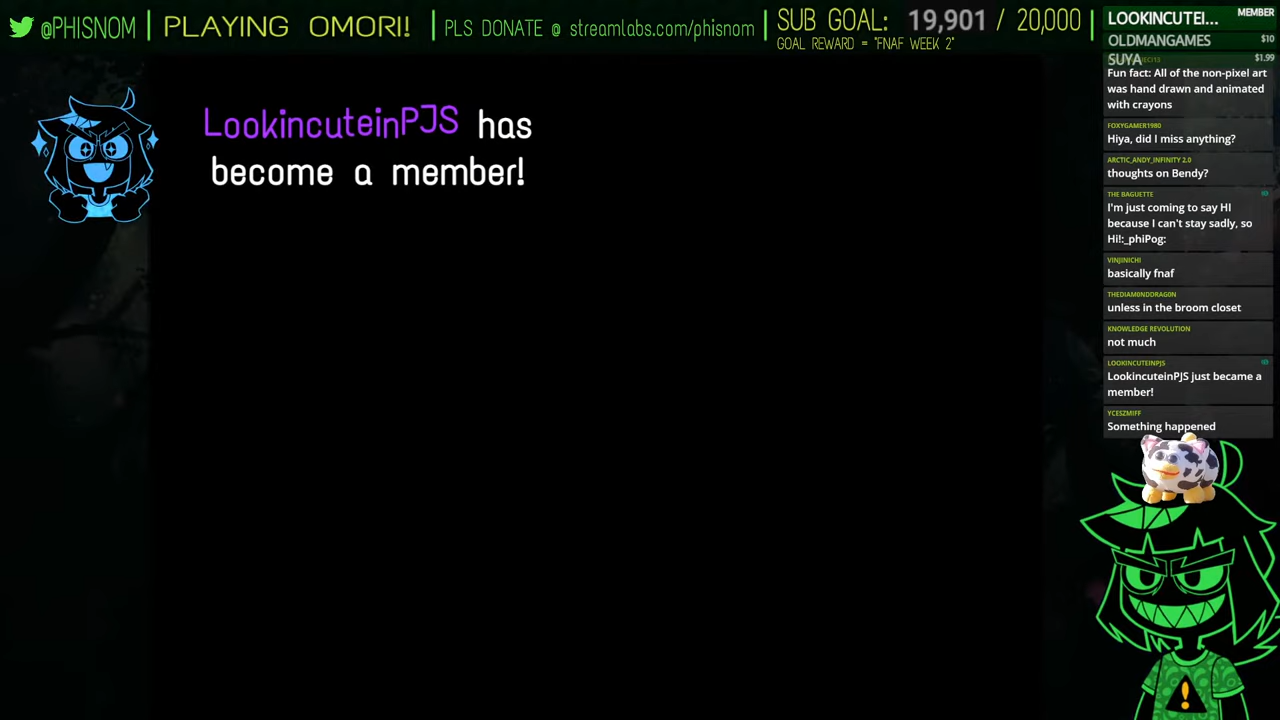 @PHISNOM | PLAYING OMORI! | PLS DONATE @ streamlabs.com/phisnom | SUB GOAL: 19,901 / 20,000 |
GOAL REWARD = "FNAF WEEK 2"
LOOKINCUTEI... MEMBER
OLDMANGAMES $10
SUYA $1.99
Fun fact: All of the non-pixel art
was hand drawn and animated
with crayons
FOXYGAMER1980
Hiya, did I miss anything?
ARCTIC_ANDY_INFINITY 2.0
thoughts on Bendy?
THE BAGUETTE
I'm just coming to say HI
because I can't stay sadly, so
Hi!:_phiPog:
VINJINICHI
basically fnaf
THEDIAM0NDDRAG0N
unless in the broom closet
KNOWLEDGE REVOLUTION
not much
LOOKINCUTEINPJS
LookincuteinPJS just became a
member!
YCESZMIFF
Something happened
LookincuteinPJS has
become a member!